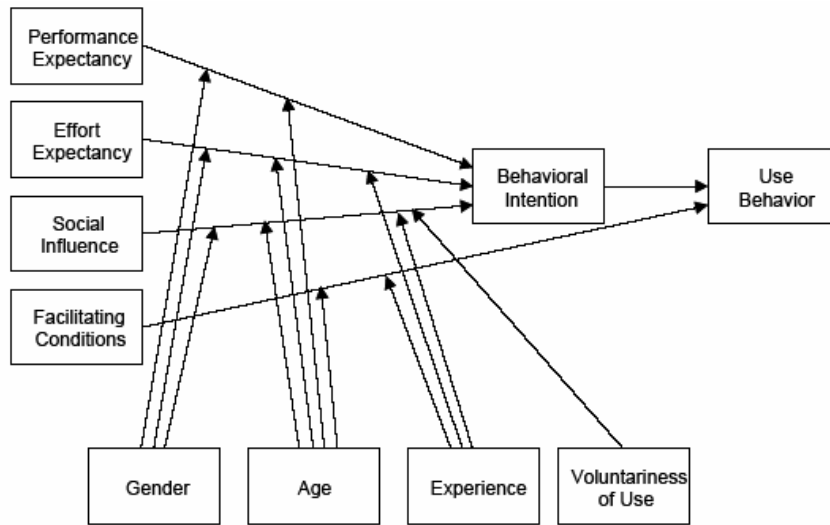 Performance
Expectancy
Effort
Expectancy
Social
Influence
Facilitating
Conditions
Behavioral
Intention
Use
Behavior
Gender
Age
Experience
Voluntariness
of Use